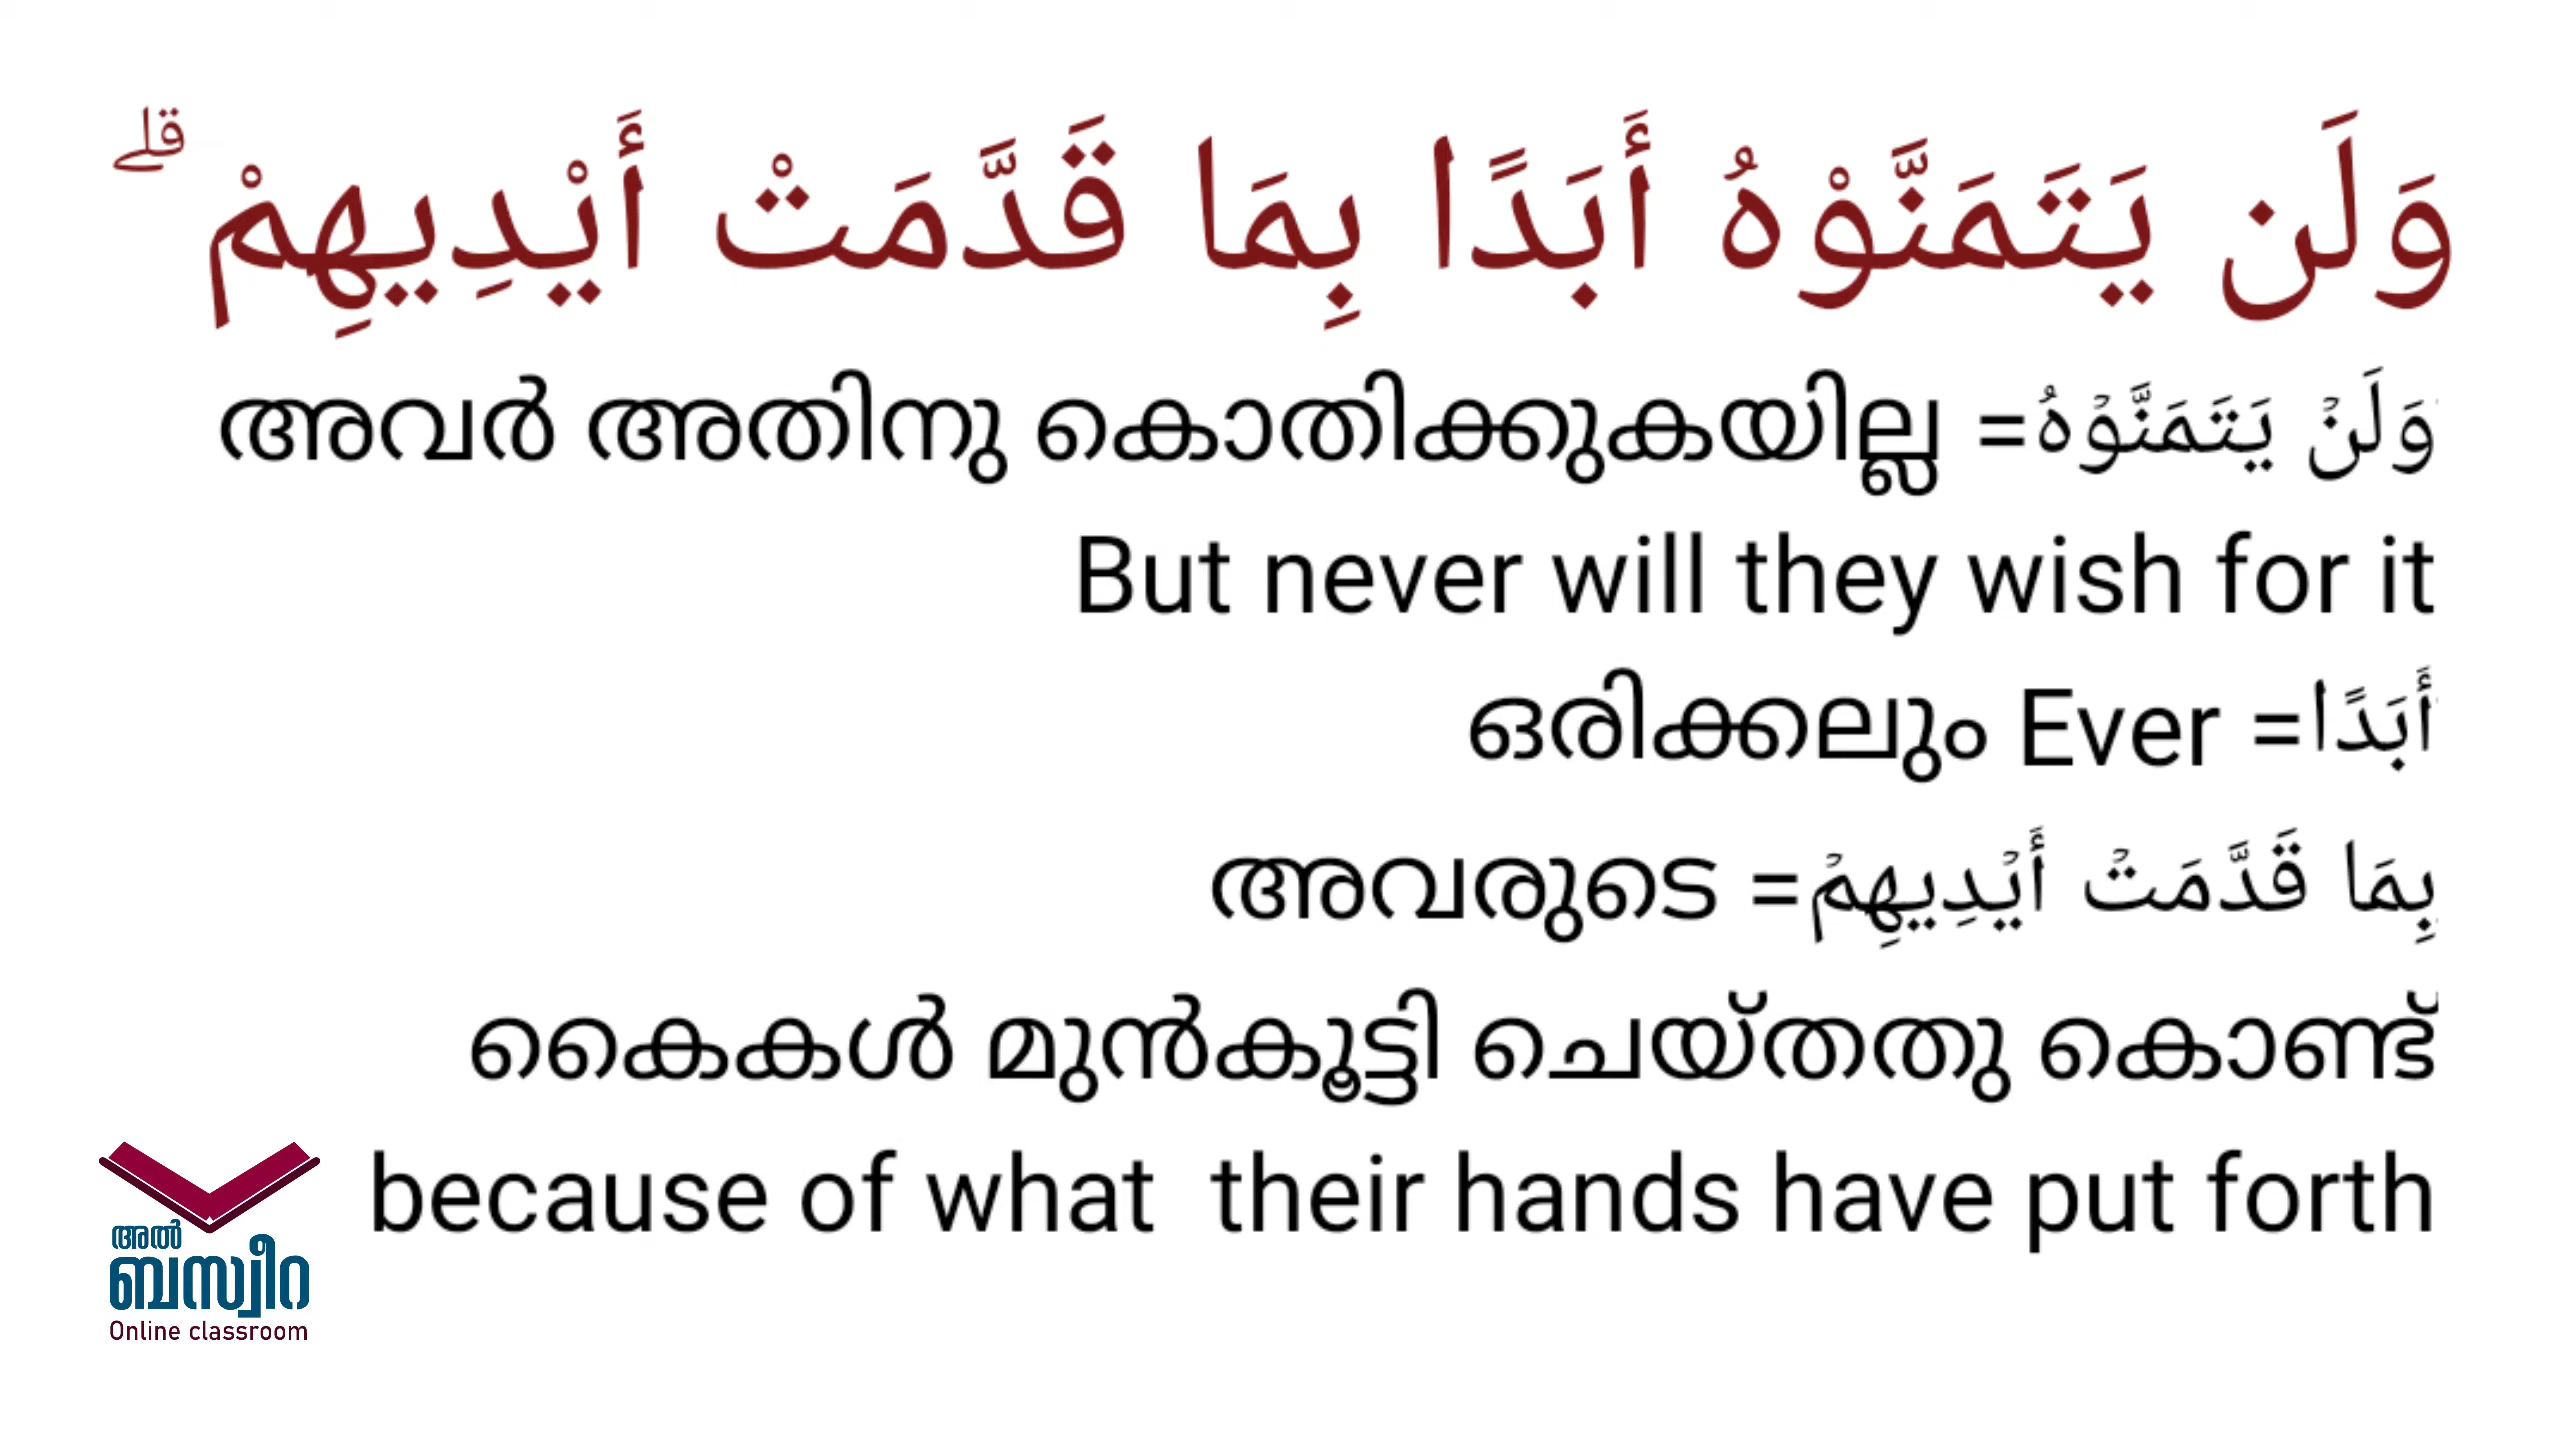 وَلَن يَتَمَنَّوْهُ أَبَدًا بِمَا قَدَّمَتْ أَيْدِيهِمْ ۗ
وَلَنْ يَتَمَنَّوْهُ= അവർ അതിനു കൊതിക്കുകയില്ല
But never will they wish for it
أَبَدًا= Ever ഒരിക്കലും
بِمَا قَدَّمَتْ أَيْدِيهِمْ= അവരുടെ
കൈകൾ മുൻകൂട്ടി ചെയ്തതു കൊണ്ട്
because of what  their hands have put forth
അൽ
ബസ്വീറ
Online classroom